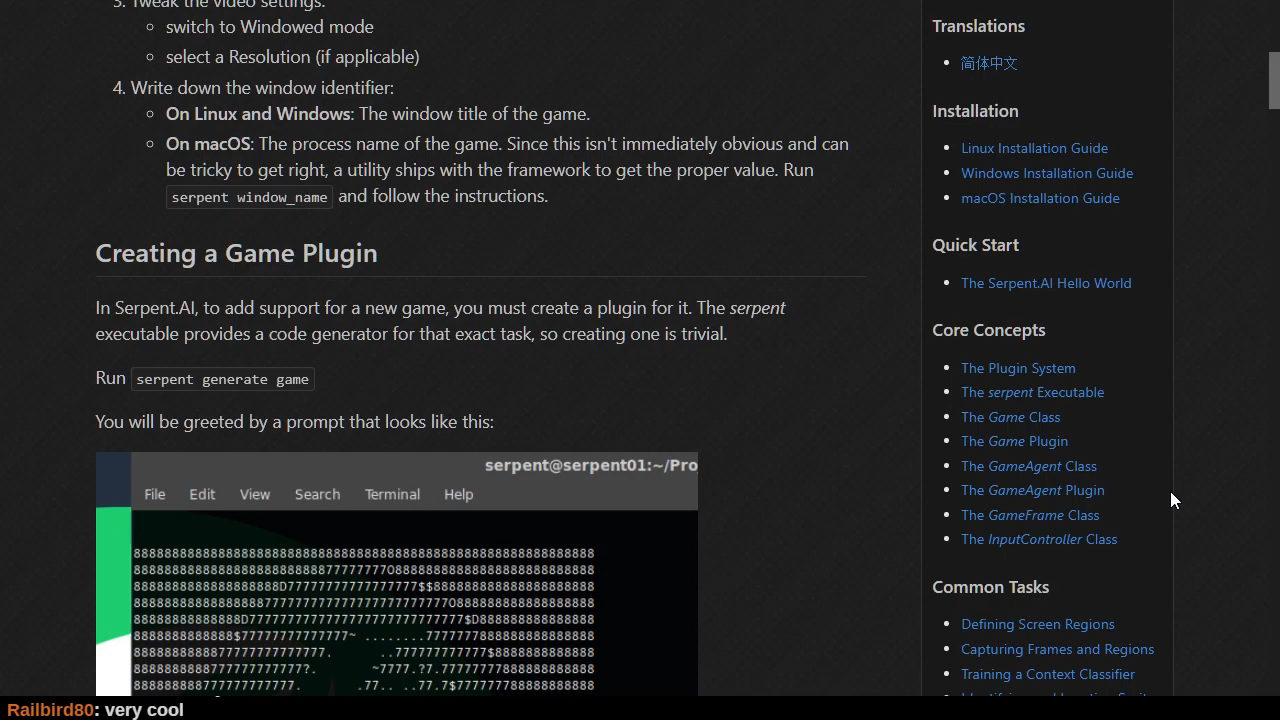 3. Tweak the video settings:
switch to Windowed mode
select a Resolution (if applicable)
4. Write down the window identifier:
On Linux and Windows: The window title of the game.
On macOS: The process name of the game. Since this isn't immediately obvious and can
be tricky to get right, a utility ships with the framework to get the proper value. Run
serpent window_name and follow the instructions.
Creating a Game Plugin
In Serpent.AI, to add support for a new game, you must create a plugin for it. The serpent
executable provides a code generator for that exact task, so creating one is trivial.
Run serpent generate game
You will be greeted by a prompt that looks like this:
serpent@serpent01:~/Pro
File Edit View Search Terminal Help
Translations
简体中文
Installation
Linux Installation Guide
Windows Installation Guide
macOS Installation Guide
Quick Start
The Serpent.AI Hello World
Core Concepts
The Plugin System
The serpent Executable
The Game Class
The Game Plugin
The GameAgent Class
The GameAgent Plugin
The GameFrame Class
The InputController Class
Common Tasks
Defining Screen Regions
Capturing Frames and Regions
Training a Context Classifier
Railbird80: very cool